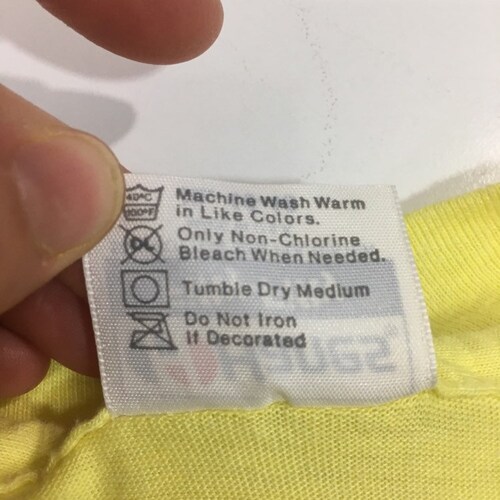 40°C
100°F
Machine Wash Warm
in Like Colors.
CL
Only Non-Chlorine
Bleach When Needed.
Tumble Dry Medium
Do Not Iron
If Decorated